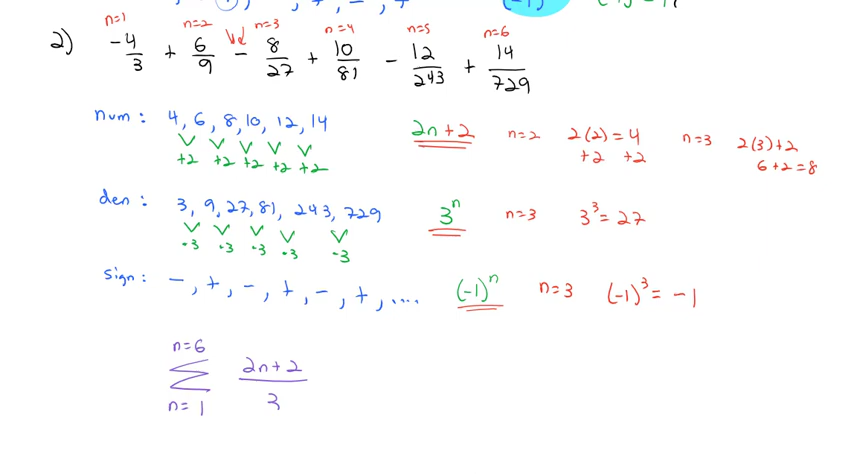 (-1)
n=1 n=2 n=3 n=4 n=5 n=6
2) -4/3 + 6/9 - 8/27 + 10/81 - 12/243 + 14/729
num: 4, 6, 8, 10, 12, 14 2n+2 n=2 2(2)=4 n=3 2(3)+2
+2 +2 +2 +2 +2 +2 +2 6+2=8
den: 3, 9, 27, 81, 243, 729 3^n n=3 3^3=27
·3 ·3 ·3 ·3 ·3
sign: -, +, -, +, -, +, .... (-1)^n n=3 (-1)^3 = -1
n=6
Σ 2n+2/3
n=1